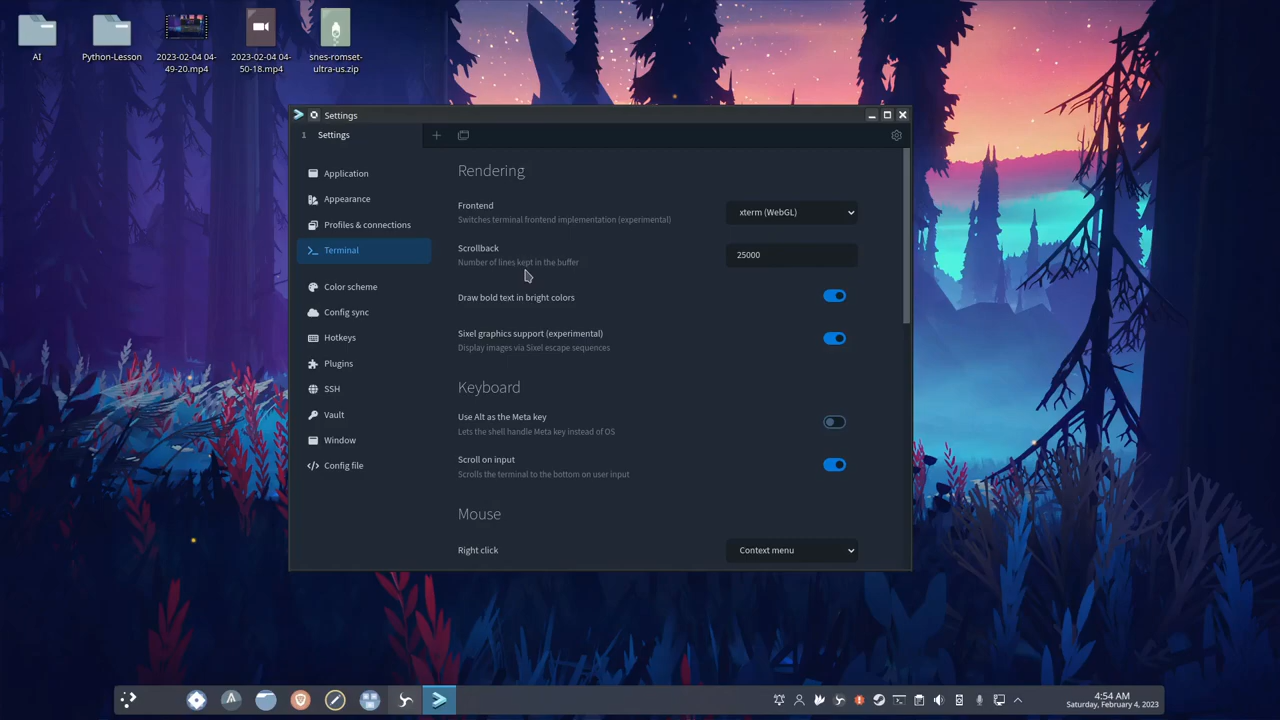 AI
Python-Lesson
2023-02-04 04-
49-20.mp4
2023-02-04 04-
50-18.mp4
snes-romset-
ultra-us.zip
Settings
1 Settings
Application
Appearance
Profiles & connections
Terminal
Color scheme
Config sync
Hotkeys
Plugins
SSH
Vault
Window
Config file
Rendering
Frontend
Switches terminal frontend implementation (experimental)
xterm (WebGL)
Scrollback
Number of lines kept in the buffer
25000
Draw bold text in bright colors
Sixel graphics support (experimental)
Display images via Sixel escape sequences
Keyboard
Use Alt as the Meta key
Lets the shell handle Meta key instead of OS
Scroll on input
Scrolls the terminal to the bottom on user input
Mouse
Right click
Context menu
4:54 AM
Saturday, February 4, 2023